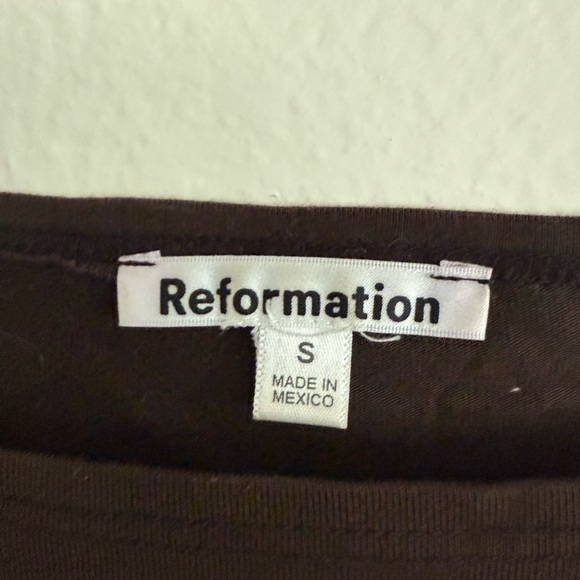 Reformation
S
MADE IN
MEXICO